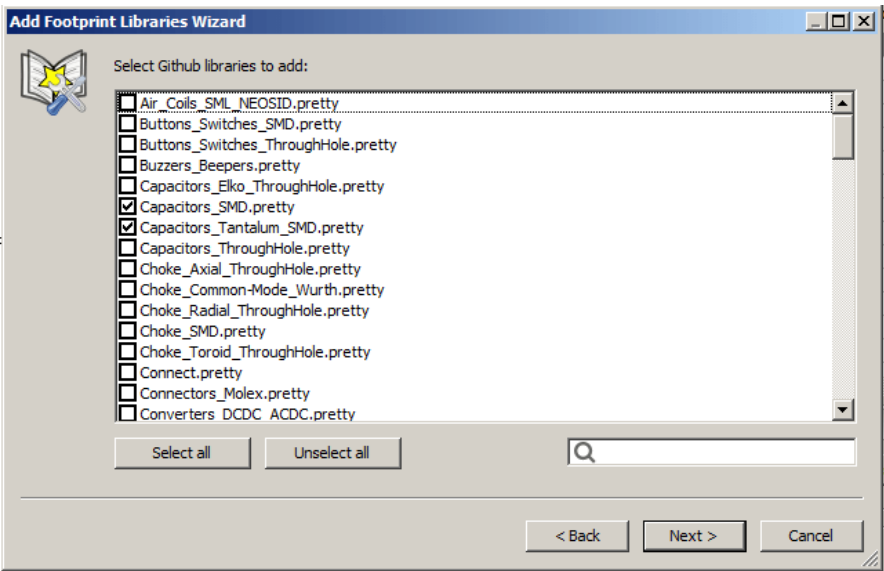 Add Footprint Libraries Wizard
Select Github libraries to add:
Air_Coils_SML_NEOSID.pretty
Buttons_Switches_SMD.pretty
Buttons_Switches_ThroughHole.pretty
Buzzers_Beepers.pretty
Capacitors_Elko_ThroughHole.pretty
Capacitors_SMD.pretty
Capacitors_Tantalum_SMD.pretty
Capacitors_ThroughHole.pretty
Choke_Axial_ThroughHole.pretty
Choke_Common-Mode_Wurth.pretty
Choke_Radial_ThroughHole.pretty
Choke_SMD.pretty
Choke_Toroid_ThroughHole.pretty
Connect.pretty
Connectors_Molex.pretty
Converters_DCDC_ACDC.pretty
Select all Unselect all
< Back Next > Cancel